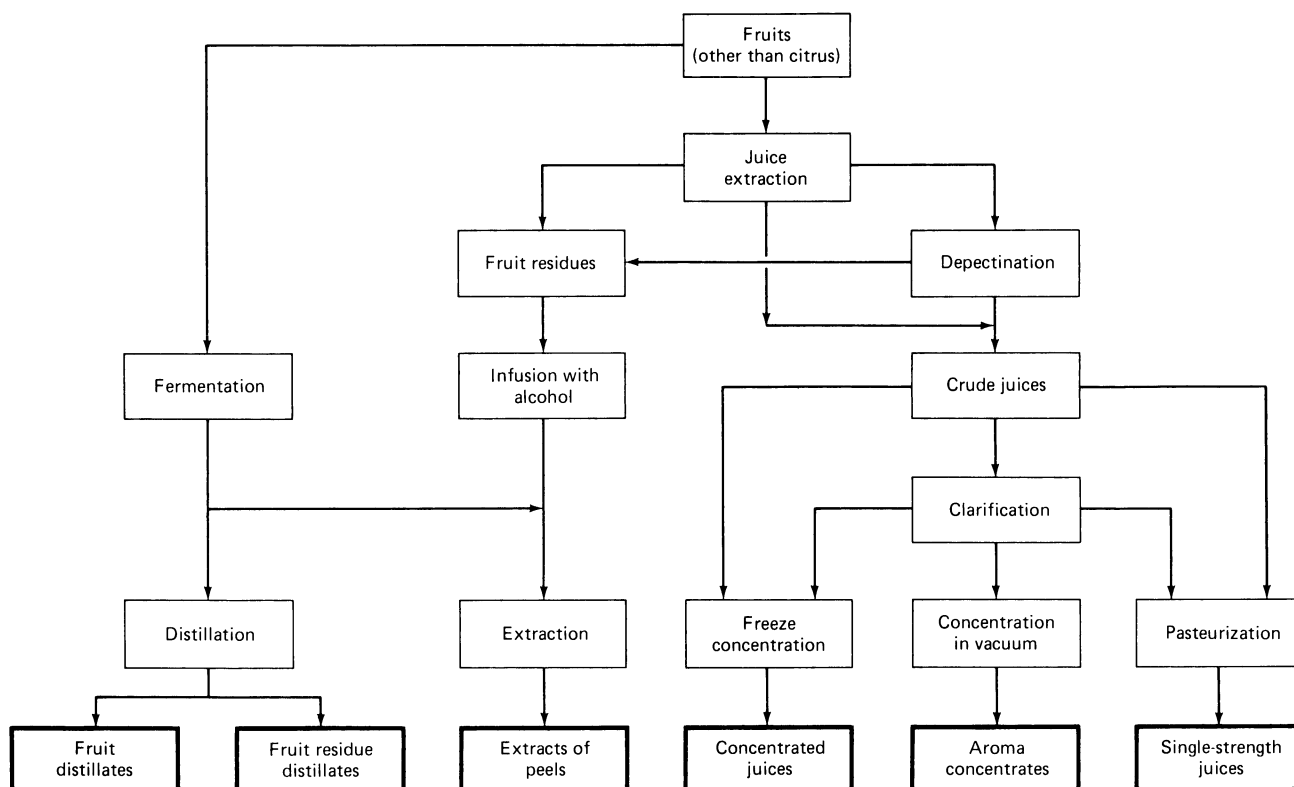 Fruits
(other than citrus)
Juice
extraction
Fruit residues
Depectination
Fermentation
Infusion with
alcohol
Crude juices
Clarification
Distillation
Extraction
Freeze
concentration
Concentration
in vacuum
Pasteurization
Fruit
distillates
Fruit residue
distillates
Extracts of
peels
Concentrated
juices
Aroma
concentrates
Single-strength
juices